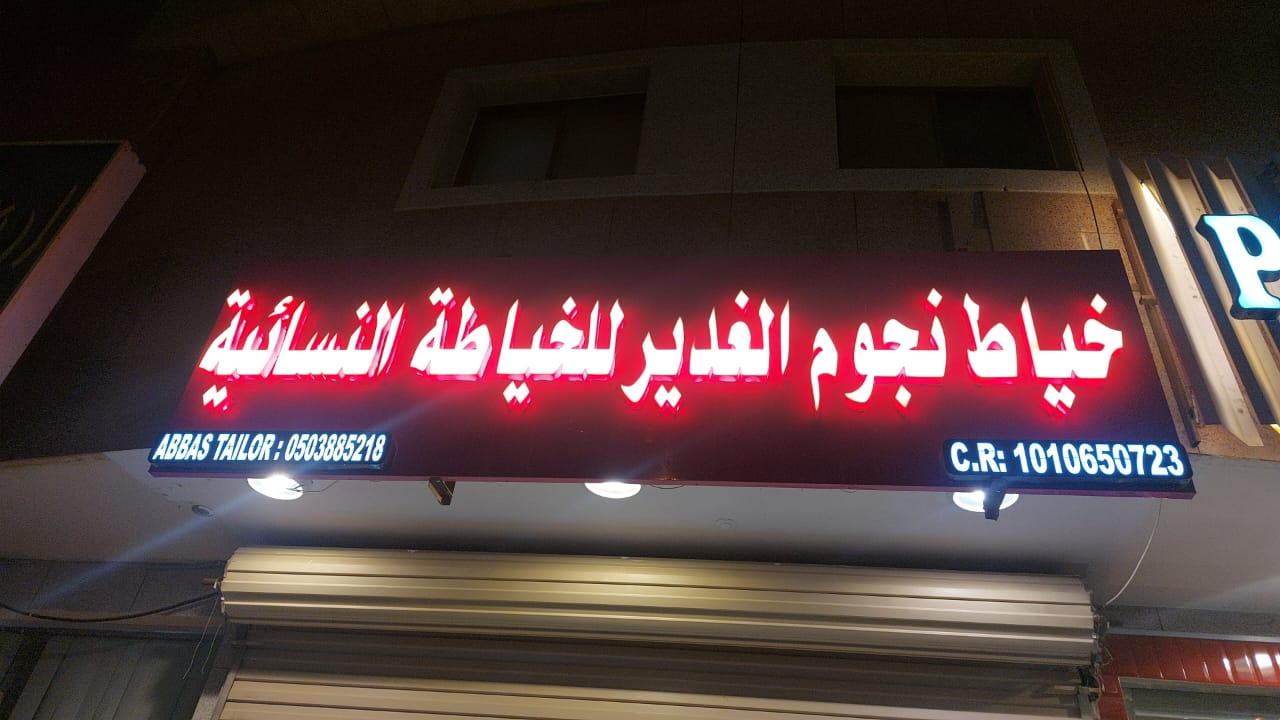 خياط نجوم الغدير للخياطة النسائية
ABBAS TAILOR : 0503885218
C.R: 1010650723
P